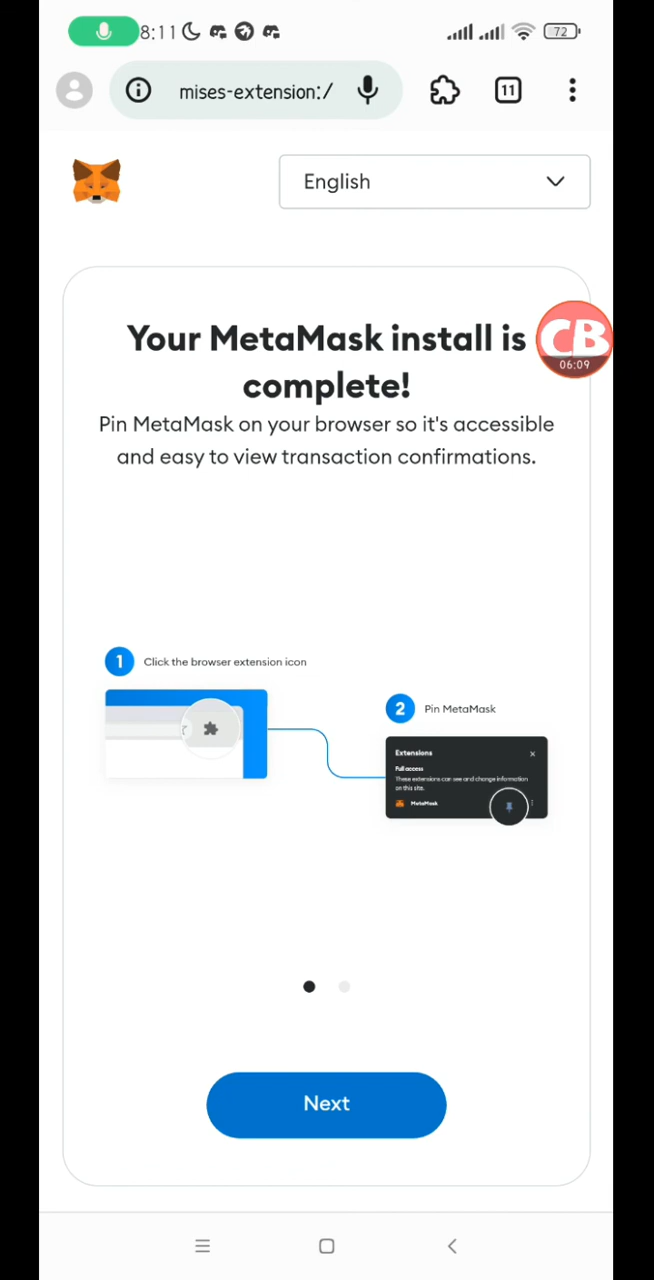 8:11 72
mises-extension:/ 11
English
Your MetaMask install is
complete!
CB
06:09
Pin MetaMask on your browser so it's accessible
and easy to view transaction confirmations.
1 Click the browser extension icon
2 Pin MetaMask
Extensions
Full access
These extensions can see and change information
on this site.
MetaMask
Next